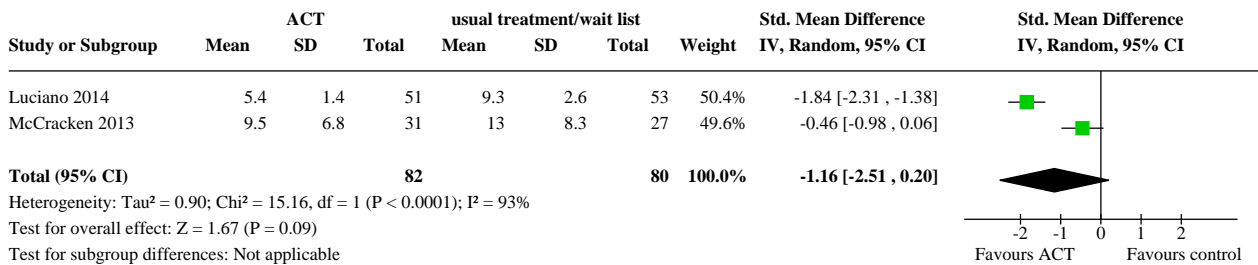 ACT usual treatment/wait list Std. Mean Difference Std. Mean Difference
Study or Subgroup Mean SD Total Mean SD Total Weight IV, Random, 95% CI IV, Random, 95% CI
Luciano 2014 5.4 1.4 51 9.3 2.6 53 50.4% -1.84 [-2.31 , -1.38]
McCracken 2013 9.5 6.8 31 13 8.3 27 49.6% -0.46 [-0.98 , 0.06]
Total (95% CI) 82 80 100.0% -1.16 [-2.51 , 0.20]
Heterogeneity: Tau² = 0.90; Chi² = 15.16, df = 1 (P < 0.0001); I² = 93%
Test for overall effect: Z = 1.67 (P = 0.09)
-2 -1 0 1 2
Test for subgroup differences: Not applicable Favours ACT Favours control